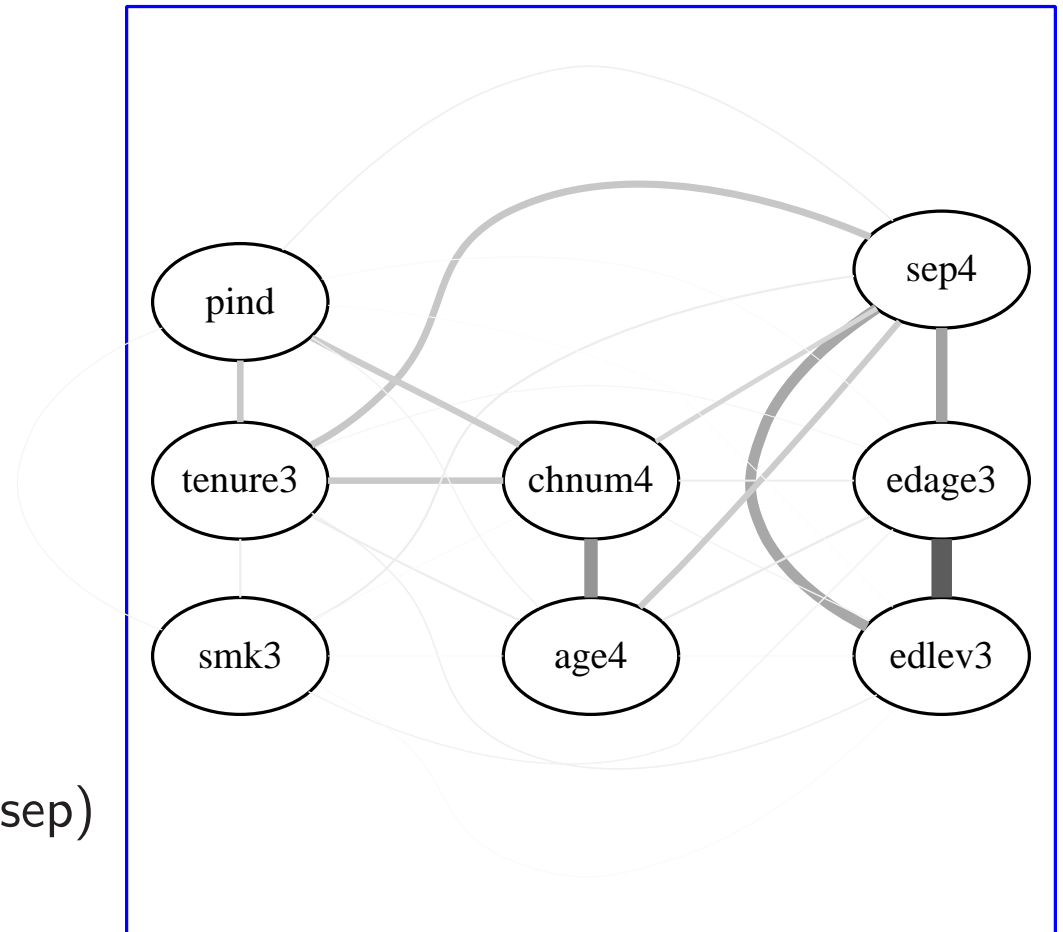 sep4
pind
tenure3
chnum4
edage3
smk3
age4
edlev3
sep)